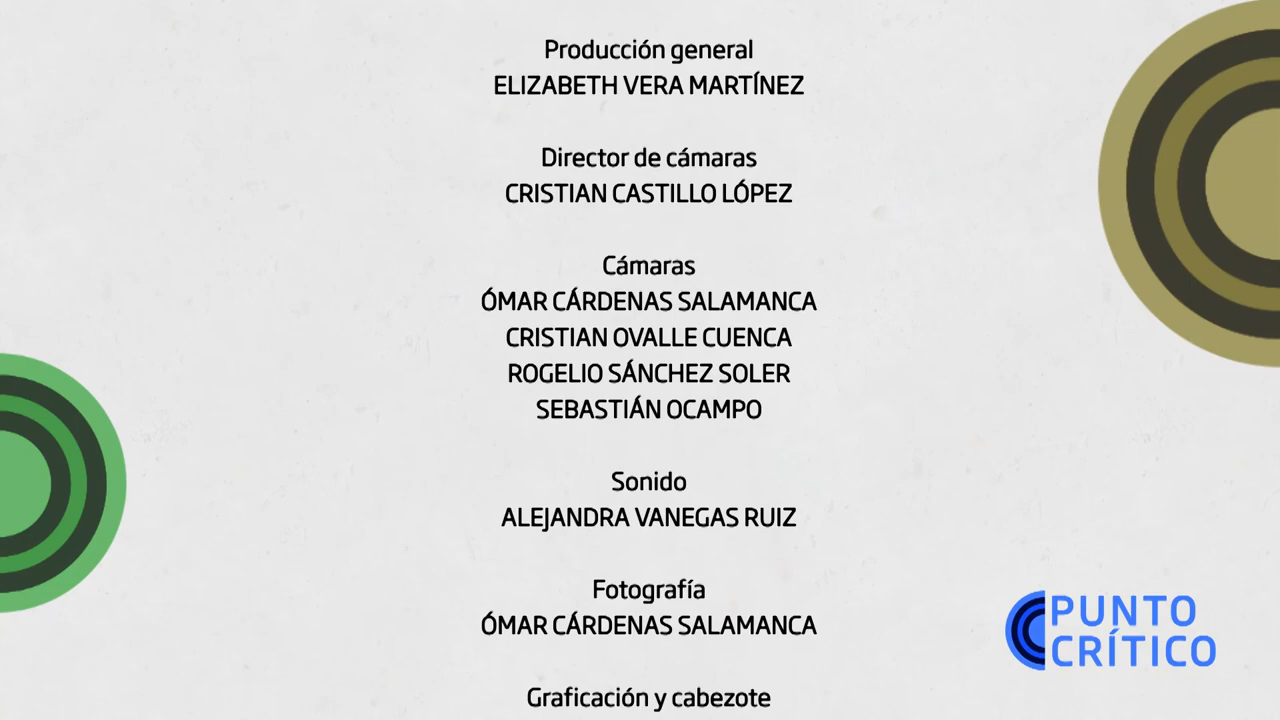 Producción general
ELIZABETH VERA MARTÍNEZ
Director de cámaras
CRISTIAN CASTILLO LÓPEZ
Cámaras
ÓMAR CÁRDENAS SALAMANCA
CRISTIAN OVALLE CUENCA
ROGELIO SÁNCHEZ SOLER
SEBASTIÁN OCAMPO
Sonido
ALEJANDRA VANEGAS RUIZ
Fotografía
ÓMAR CÁRDENAS SALAMANCA
Graficación y cabezote
PUNTO
CRÍTICO